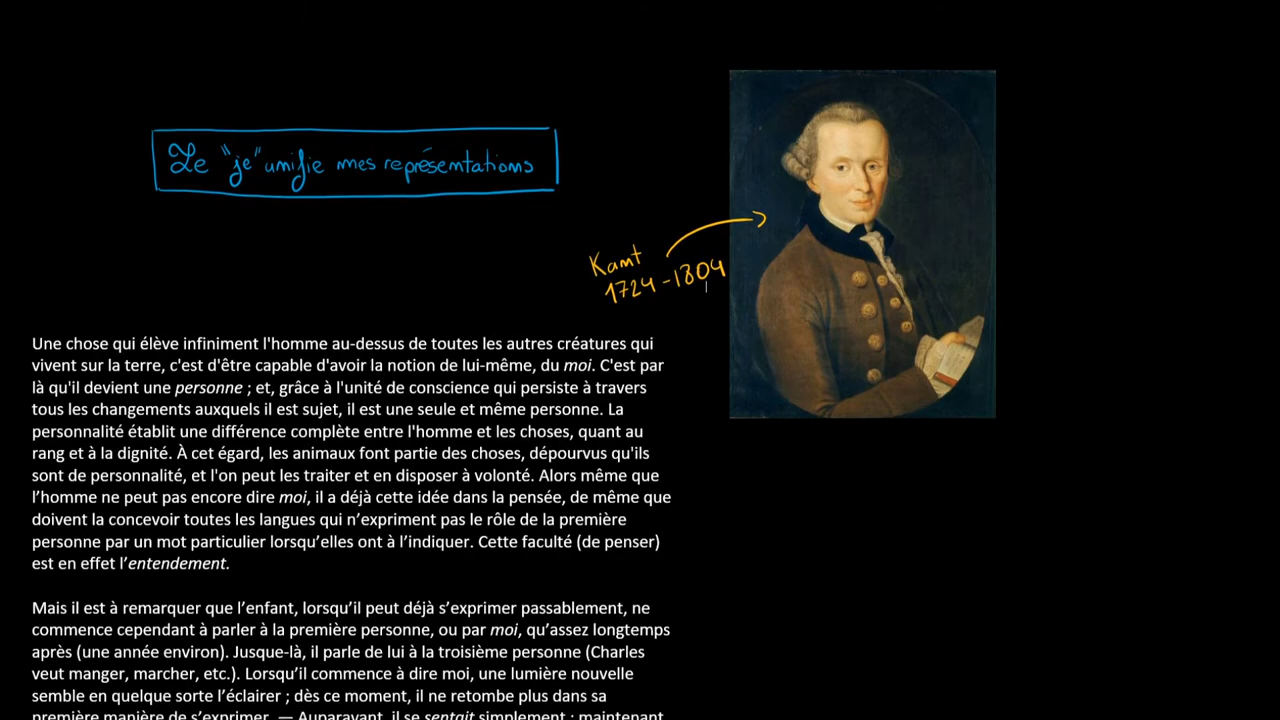 Le "je" unifie mes représentations
Kant
1724-1804
Une chose qui élève infiniment l'homme au-dessus de toutes les autres créatures qui
vivent sur la terre, c'est d'être capable d'avoir la notion de lui-même, du moi. C'est par
là qu'il devient une personne ; et, grâce à l'unité de conscience qui persiste à travers
tous les changements auxquels il est sujet, il est une seule et même personne. La
personnalité établit une différence complète entre l'homme et les choses, quant au
rang et à la dignité. À cet égard, les animaux font partie des choses, dépourvus qu'ils
sont de personnalité, et l'on peut les traiter et en disposer à volonté. Alors même que
l’homme ne peut pas encore dire moi, il a déjà cette idée dans la pensée, de même que
doivent la concevoir toutes les langues qui n’expriment pas le rôle de la première
personne par un mot particulier lorsqu’elles ont à l’indiquer. Cette faculté (de penser)
est en effet l’entendement.
Mais il est à remarquer que l’enfant, lorsqu’il peut déjà s’exprimer passablement, ne
commence cependant à parler à la première personne, ou par moi, qu’assez longtemps
après (une année environ). Jusque-là, il parle de lui à la troisième personne (Charles
veut manger, marcher, etc.). Lorsqu’il commence à dire moi, une lumière nouvelle
semble en quelque sorte l’éclairer ; dès ce moment, il ne retombe plus dans sa
première manière de s’exprimer. — Auparavant, il se sentait simplement ; maintenant